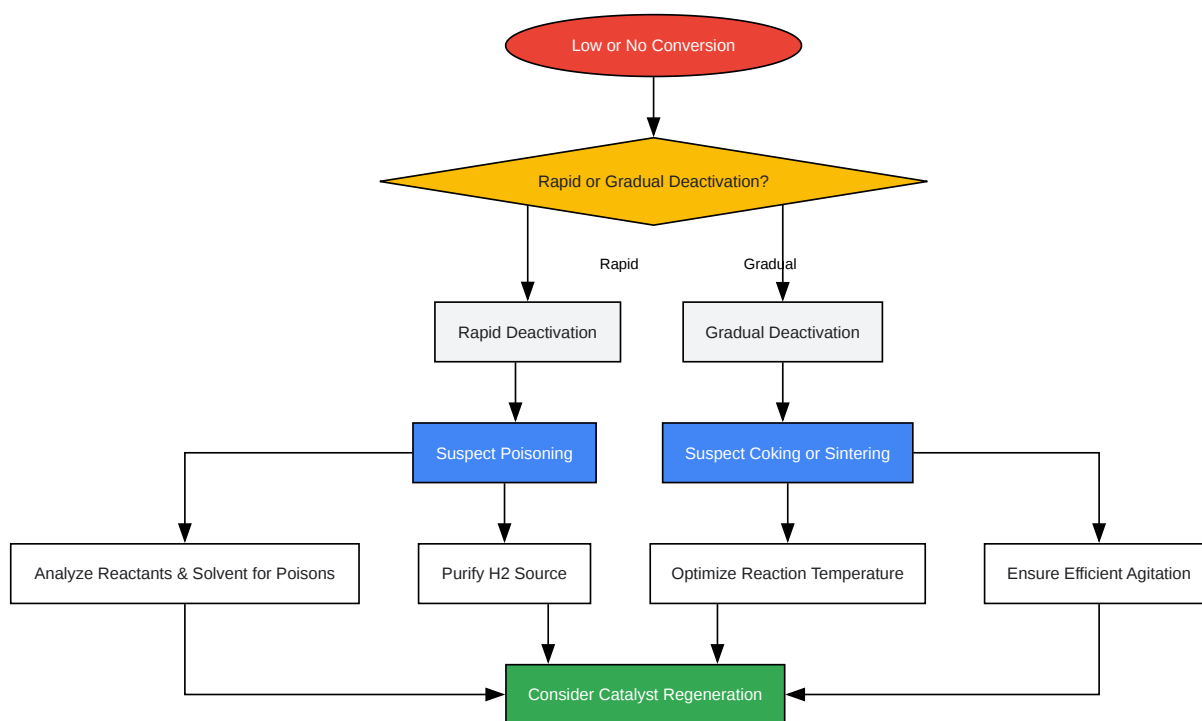 Low or No Conversion
Rapid or Gradual Deactivation?
Rapid
Gradual
Rapid Deactivation
Gradual Deactivation
Suspect Poisoning
Suspect Coking or Sintering
Analyze Reactants & Solvent for Poisons
Purify H2 Source
Optimize Reaction Temperature
Ensure Efficient Agitation
Consider Catalyst Regeneration